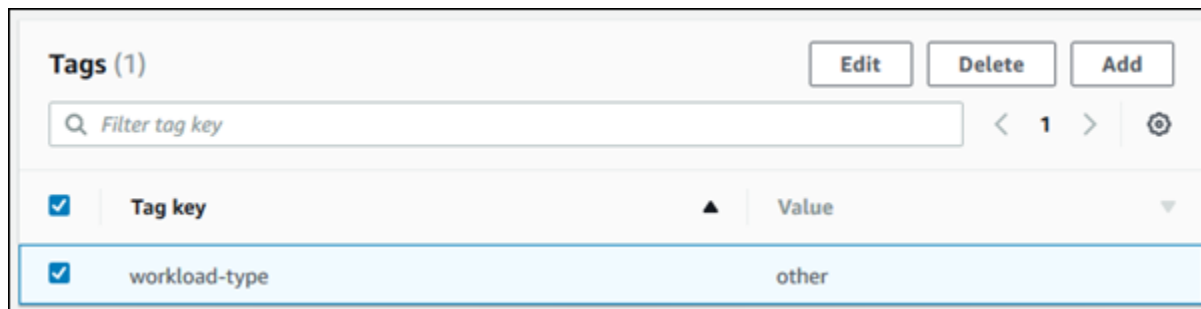 Tags (1) Edit Delete Add
Filter tag key 1
Tag key Value
workload-type other